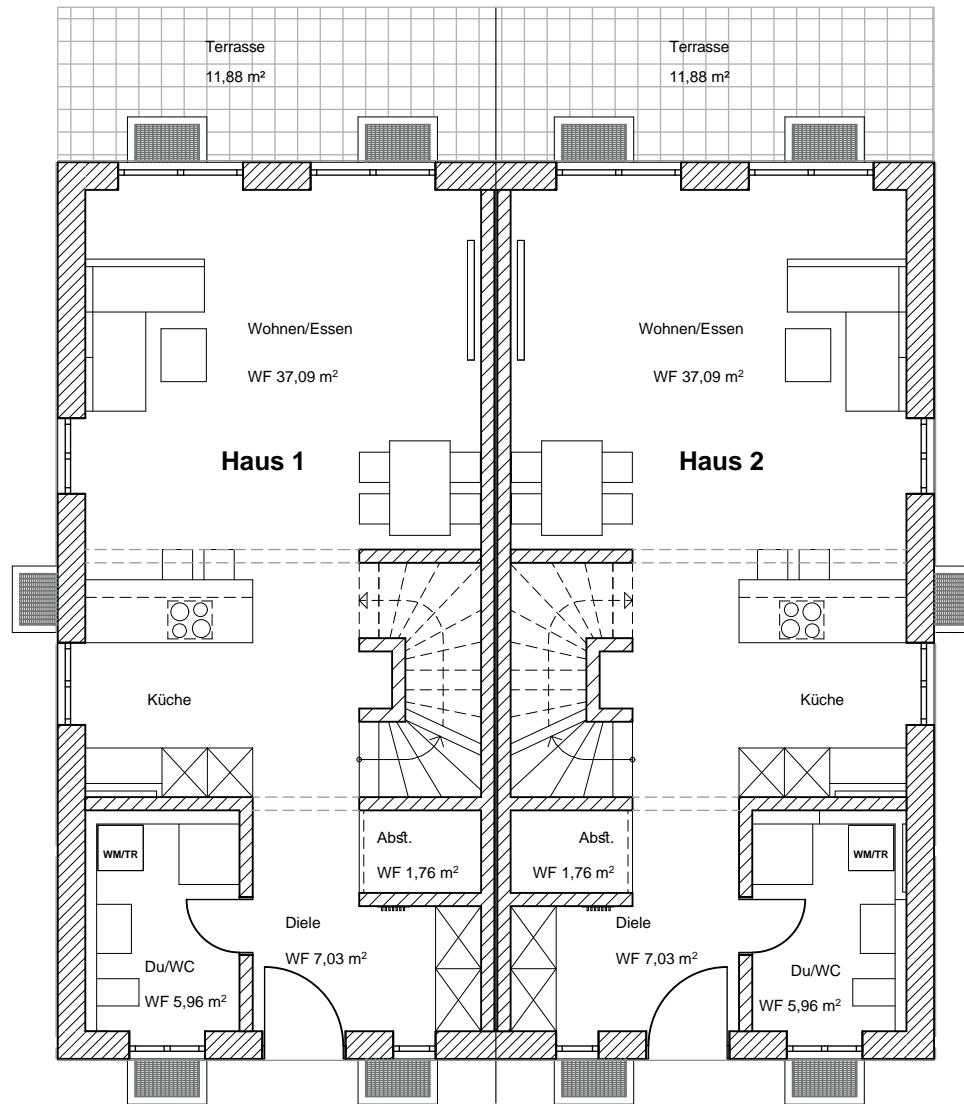 Terrasse
11,88 m²
Terrasse
11,88 m²
Wohnen/Essen
WF 37,09 m²
Wohnen/Essen
WF 37,09 m²
Haus 1
Haus 2
Küche
Küche
Abst.
WF 1,76 m²
Abst.
WF 1,76 m²
WM/TR
WM/TR
Diele
WF 7,03 m²
Diele
WF 7,03 m²
Du/WC
WF 5,96 m²
Du/WC
WF 5,96 m²